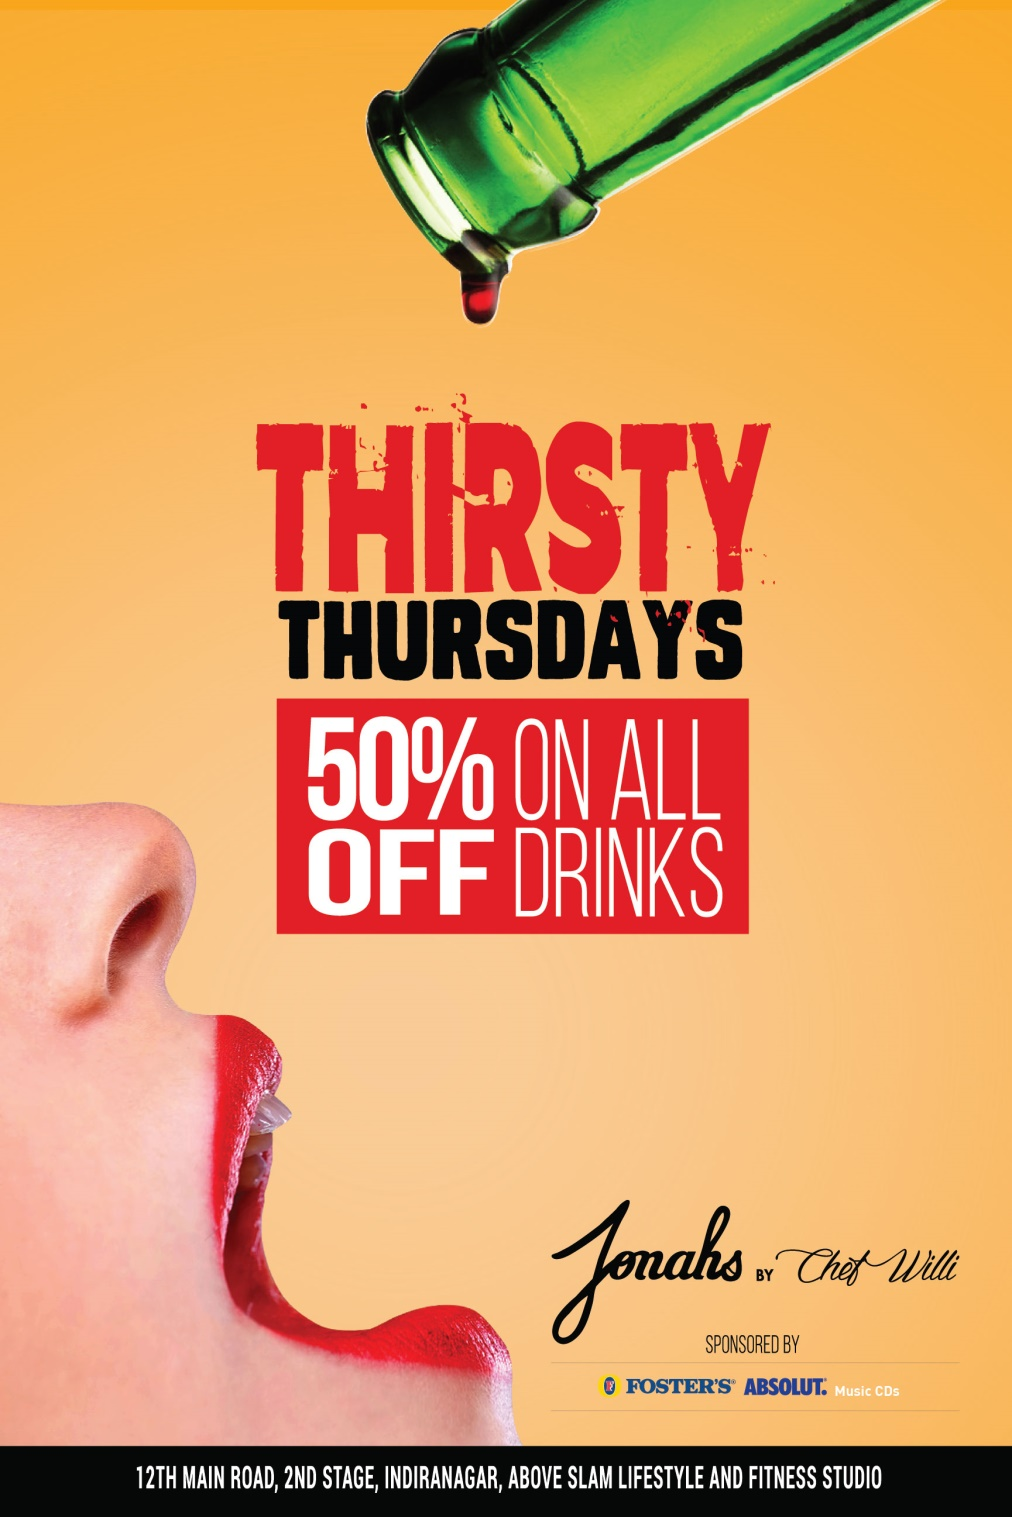 THIRSTY
THURSDAYS
50% ON ALL
OFF DRINKS
Jonahs BY Chef Willi
SPONSORED BY
FOSTER'S® ABSOLUT. Music CDs
12TH MAIN ROAD, 2ND STAGE, INDIRANAGAR, ABOVE SLAM LIFESTYLE AND FITNESS STUDIO